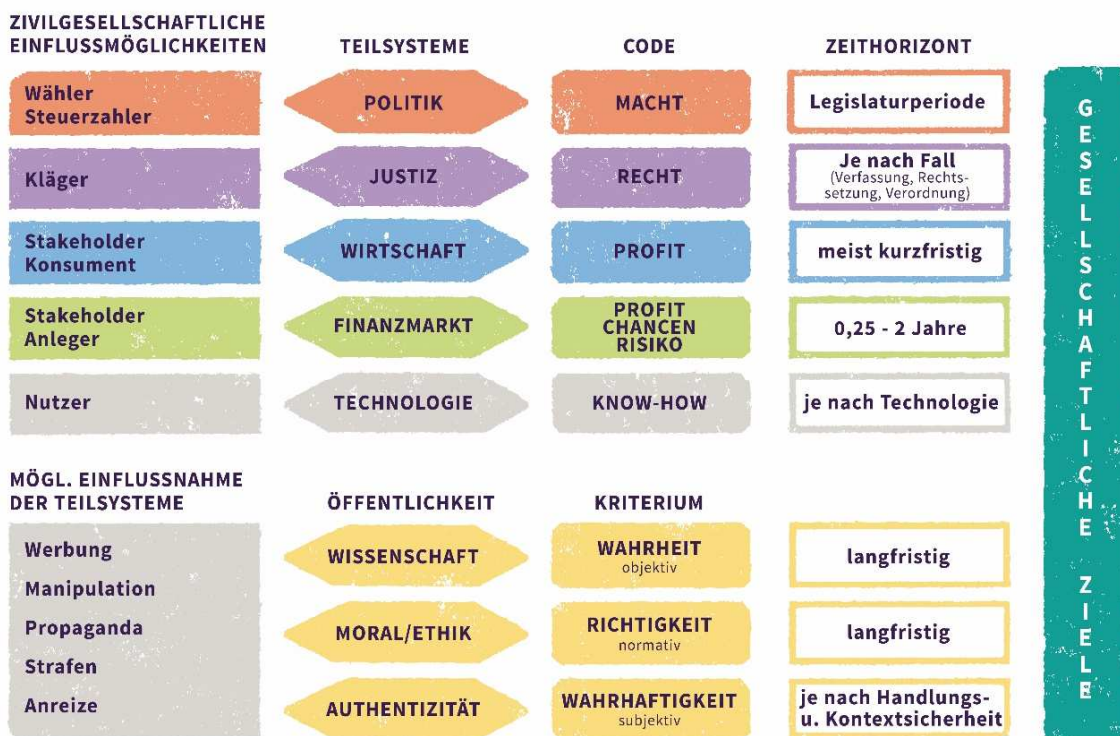 ZIVILGESELLSCHAFTLICHE
EINFLUSSMÖGLICHKEITEN
TEILSYSTEME
CODE
ZEITHORIZONT
Wähler
Steuerzahler
POLITIK
MACHT
Legislaturperiode
Kläger
JUSTIZ
RECHT
Je nach Fall
(Verfassung, Rechts-
setzung, Verordnung)
Stakeholder
Konsument
WIRTSCHAFT
PROFIT
meist kurzfristig
Stakeholder
Anleger
FINANZMARKT
PROFIT
CHANCEN
RISIKO
0,25 - 2 Jahre
Nutzer
TECHNOLOGIE
KNOW-HOW
je nach Technologie
MÖGL. EINFLUSSNAHME
DER TEILSYSTEME
ÖFFENTLICHKEIT
KRITERIUM
Werbung
Manipulation
Propaganda
Strafen
Anreize
WISSENSCHAFT
WAHRHEIT
objektiv
langfristig
MORAL/ETHIK
RICHTIGKEIT
normativ
langfristig
AUTHENTIZITÄT
WAHRHAFTIGKEIT
subjektiv
je nach Handlungs-
u. Kontextsicherheit
GESELLSCHAFTLICHE ZIELE